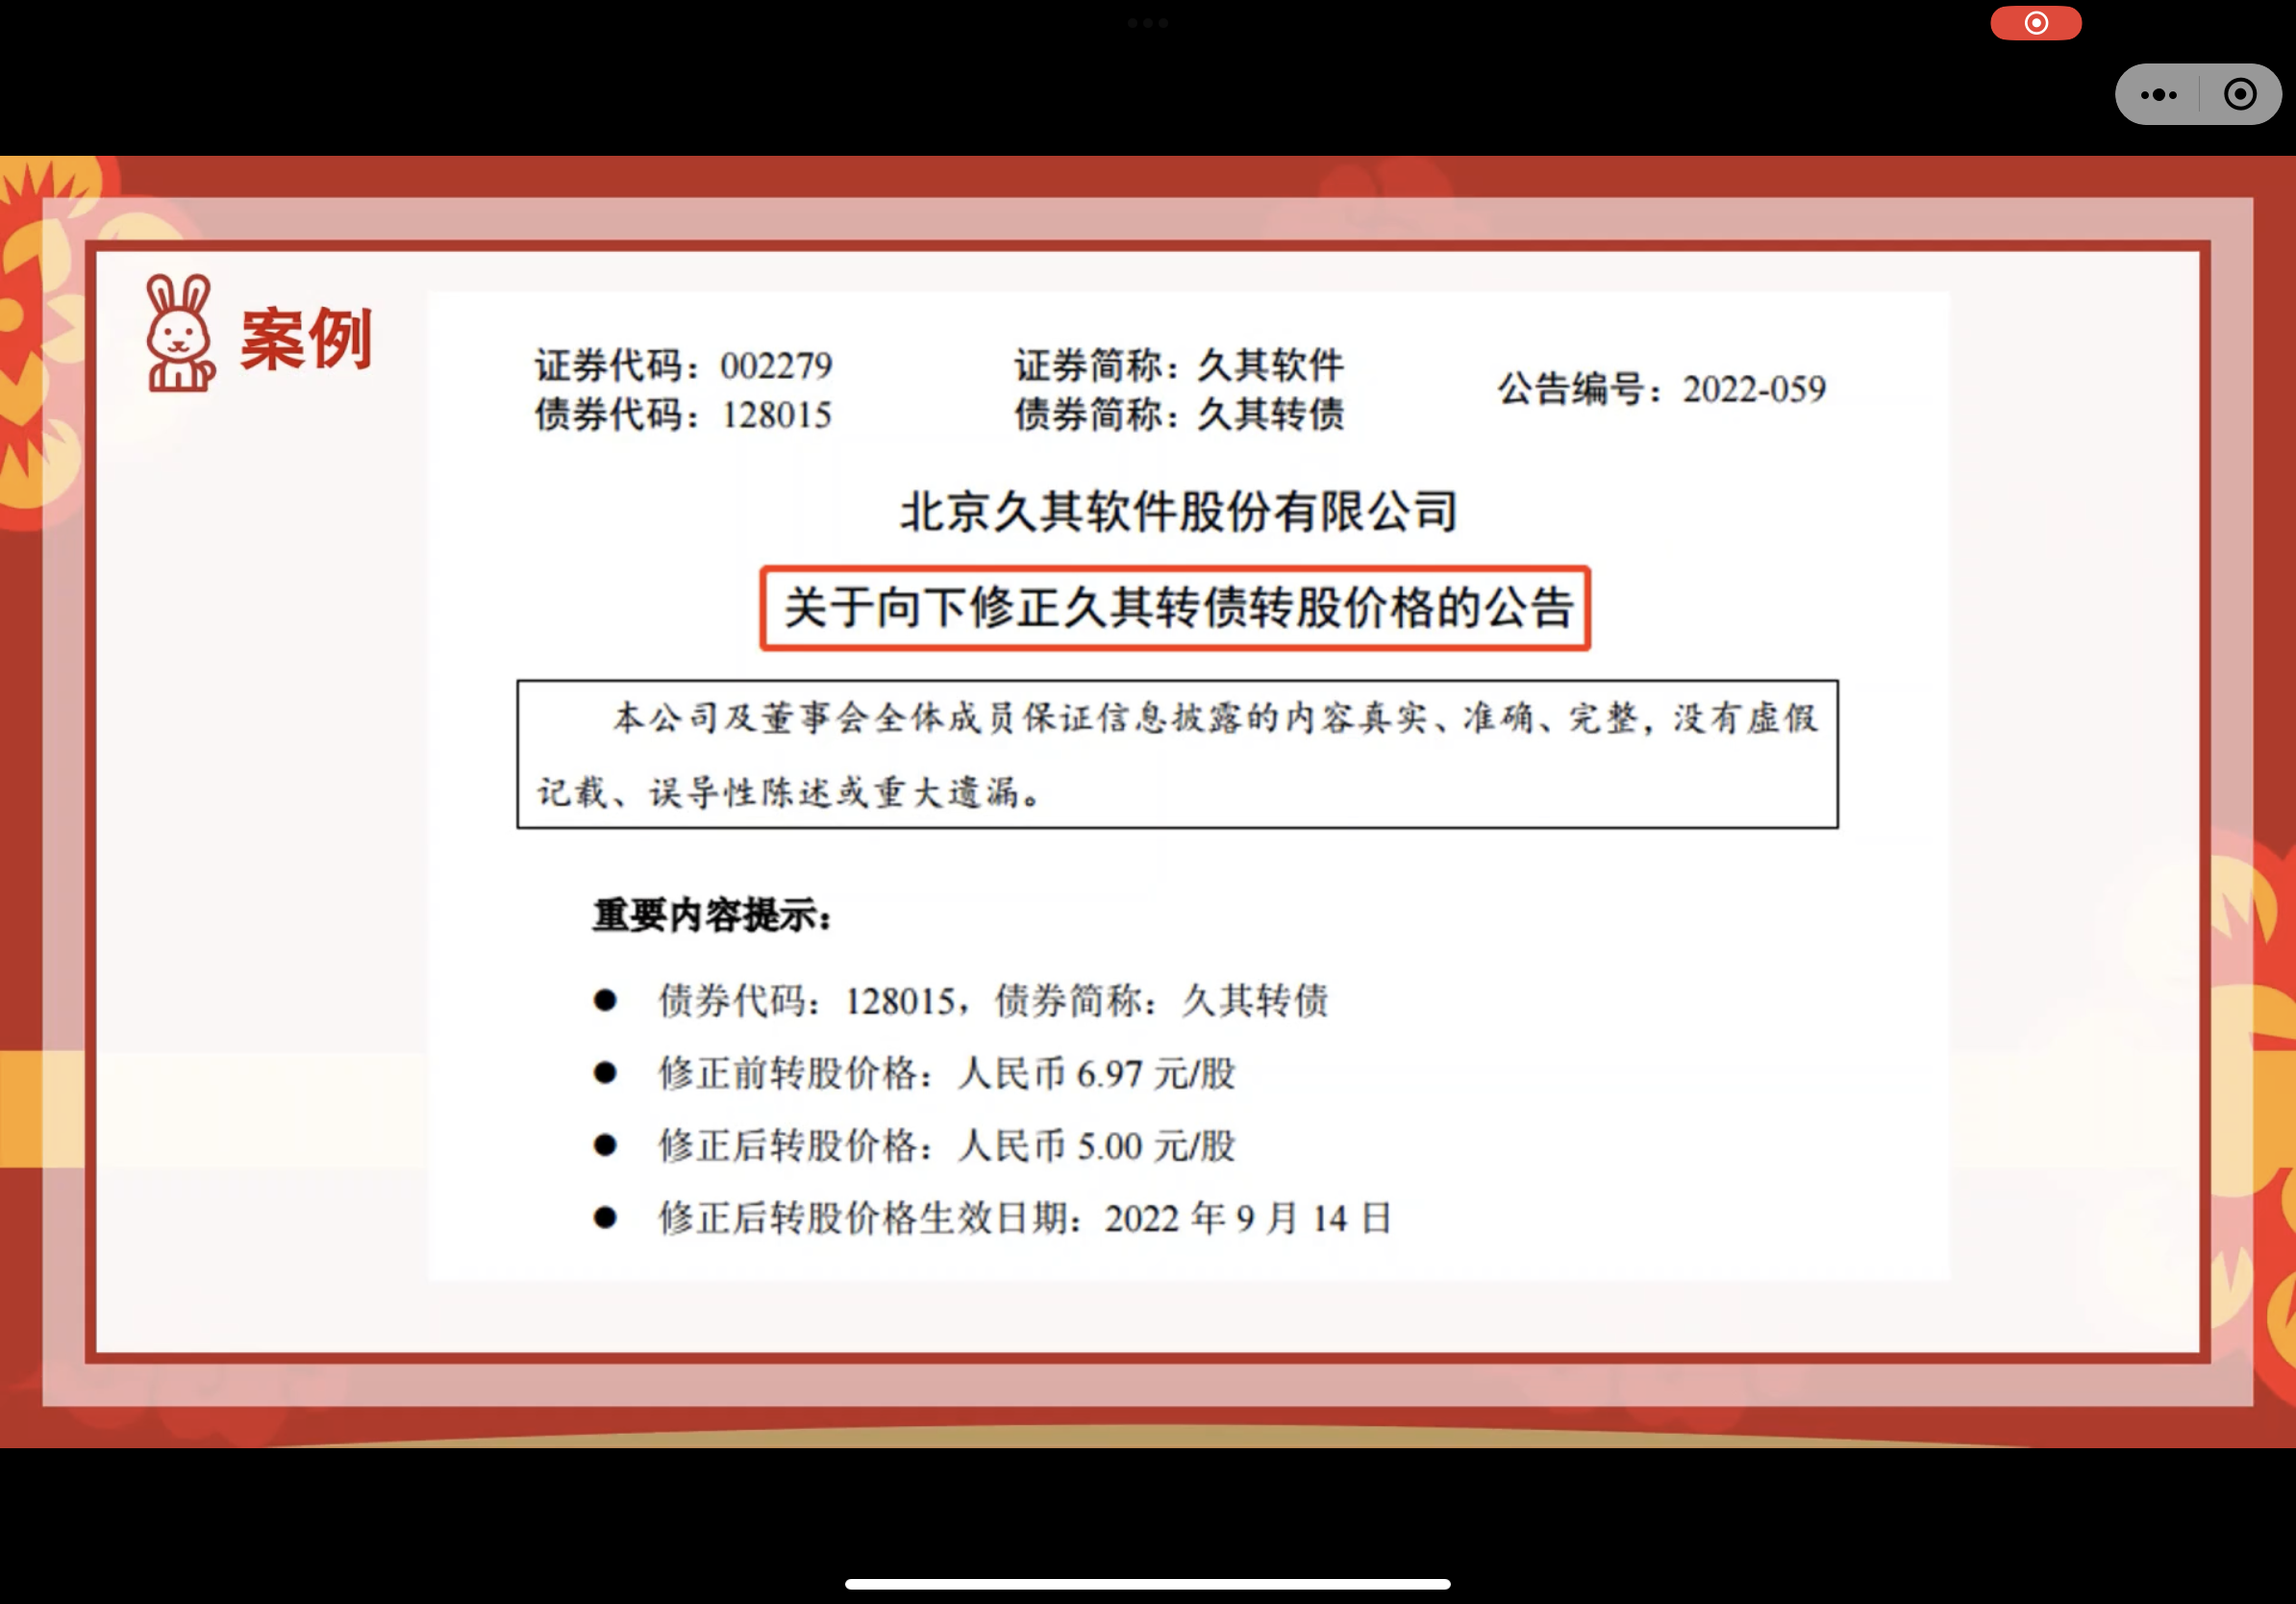 案例
证券代码：002279 证券简称：久其软件 公告编号：2022-059
债券代码：128015 债券简称：久其转债
北京久其软件股份有限公司
关于向下修正久其转债转股价格的公告
本公司及董事会全体成员保证信息披露的内容真实、准确、完整，没有虚假
记载、误导性陈述或重大遗漏。
重要内容提示：
● 债券代码：128015，债券简称：久其转债
● 修正前转股价格：人民币 6.97 元/股
● 修正后转股价格：人民币 5.00 元/股
● 修正后转股价格生效日期：2022 年 9 月 14 日